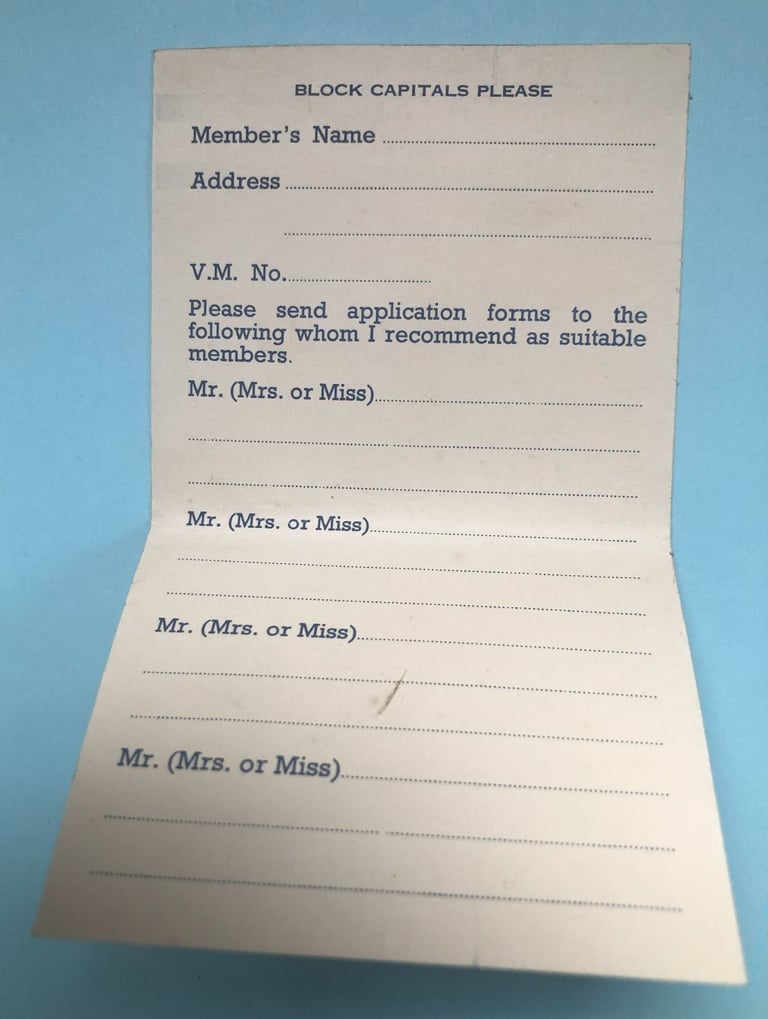 BLOCK CAPITALS PLEASE
Member's Name
Address
V.M. No.
Please send application forms to the
following whom I recommend as suitable
members.
Mr. (Mrs. or Miss)
Mr. (Mrs. or Miss)
Mr. (Mrs. or Miss)
Mr. (Mrs. or Miss)